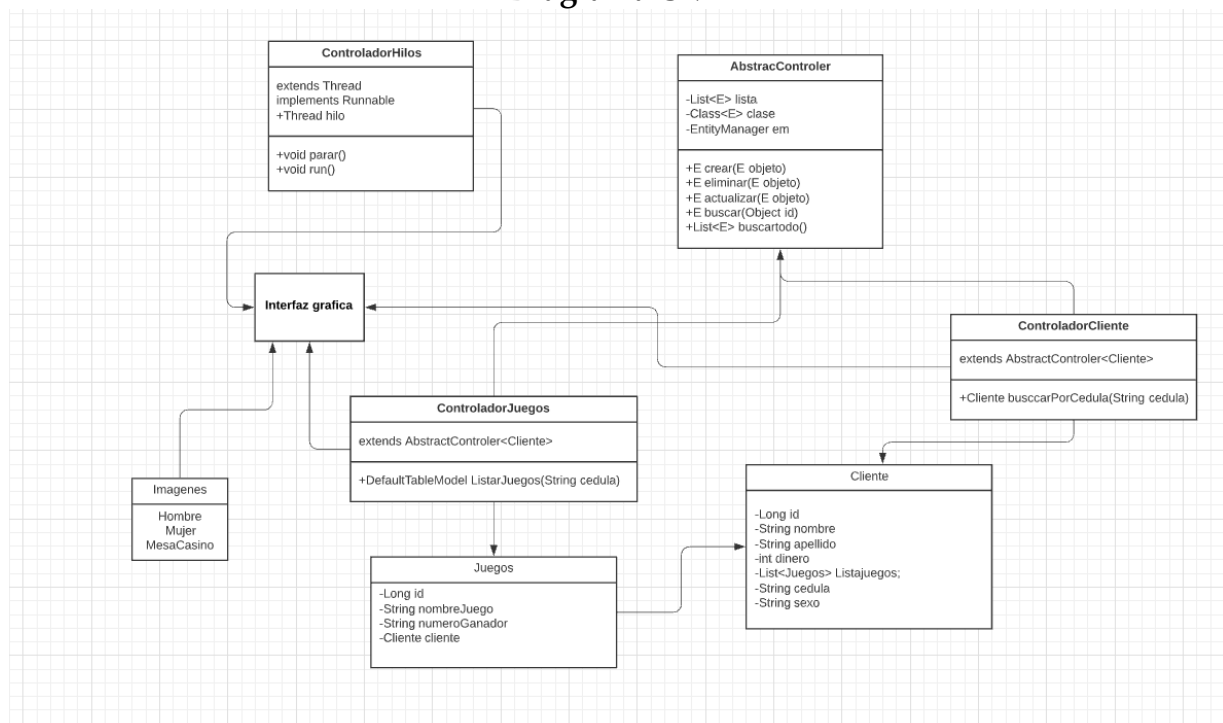 ControladorHilos
extends Thread
implements Runnable
+Thread hilo
+void parar()
+void run()
AbstracControler
-List<E> lista
-Class<E> clase
-EntityManager em
+E crear(E objeto)
+E eliminar(E objeto)
+E actualizar(E objeto)
+E buscar(Object id)
+List<E> buscartodo()
Interfaz grafica
ControladorCliente
extends AbstractControler<Cliente>
+Cliente busccarPorCedula(String cedula)
ControladorJuegos
extends AbstractControler<Cliente>
+DefaultTableModel ListarJuegos(String cedula)
Imagenes
Hombre
Mujer
MesaCasino
Cliente
-Long id
-String nombre
-String apellido
-int dinero
-List<Juegos> Listajuegos;
-String cedula
-String sexo
Juegos
-Long id
-String nombreJuego
-String numeroGanador
-Cliente cliente